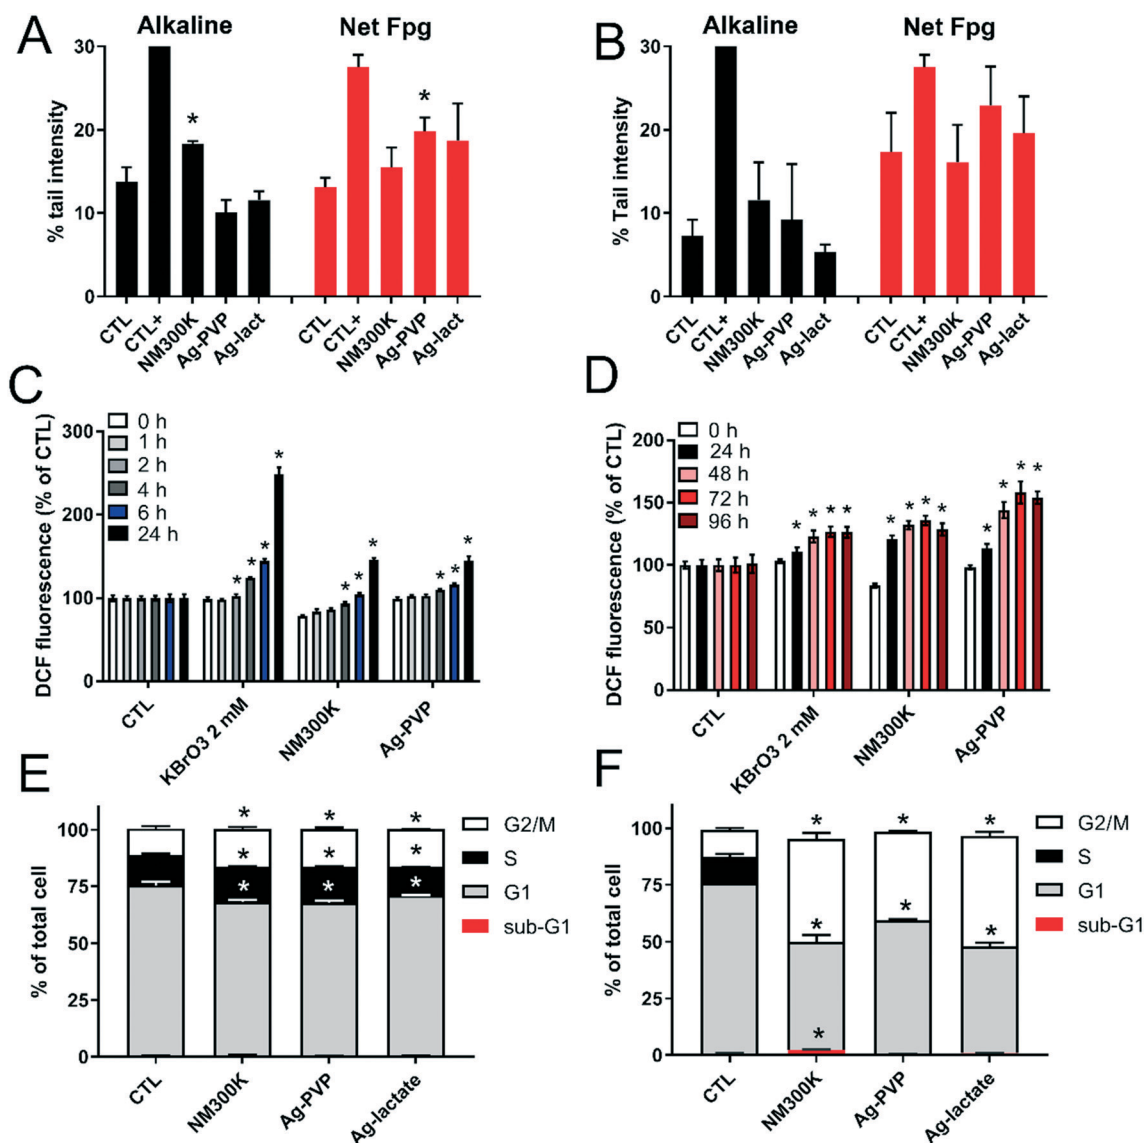 A
Alkaline
Net Fpg
% tail intensity
30
20
10
0
*
*
CTL
CTL+
NM300K
Ag-PVP
Ag-lact
CTL
CTL+
NM300K
Ag-PVP
Ag-lact
B
Alkaline
Net Fpg
% Tail intensity
30
20
10
0
CTL
CTL+
NM300K
Ag-PVP
Ag-lact
CTL
CTL+
NM300K
Ag-PVP
Ag-lact
C
DCF fluorescence (% of CTL)
300
200
100
0
0 h
1 h
2 h
4 h
6 h
24 h
* * * *
* * *
* * *
CTL
KBrO3 2 mM
NM300K
Ag-PVP
D
DCF fluorescence (% of CTL)
200
150
100
50
0
0 h
24 h
48 h
72 h
96 h
* * * *
* * * *
* * * *
CTL
KBrO3 2 mM
NM300K
Ag-PVP
E
% of total cell
100
75
50
25
0
* * *
* * *
* * *
G2/M
S
G1
sub-G1
CTL
NM300K
Ag-PVP
Ag-lactate
F
% of total cell
100
75
50
25
0
* * *
* * *
*
G2/M
S
G1
sub-G1
CTL
NM300K
Ag-PVP
Ag-lactate